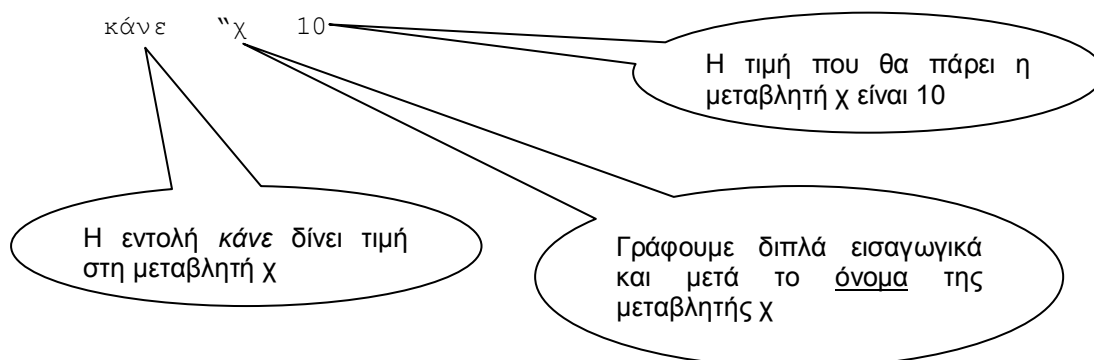 κάνε “χ 10
Η τιμή που θα πάρει η
μεταβλητή χ είναι 10
Η εντολή κάνε δίνει τιμή
στη μεταβλητή χ
Γράφουμε διπλά εισαγωγικά
και μετά το όνομα της
μεταβλητής χ